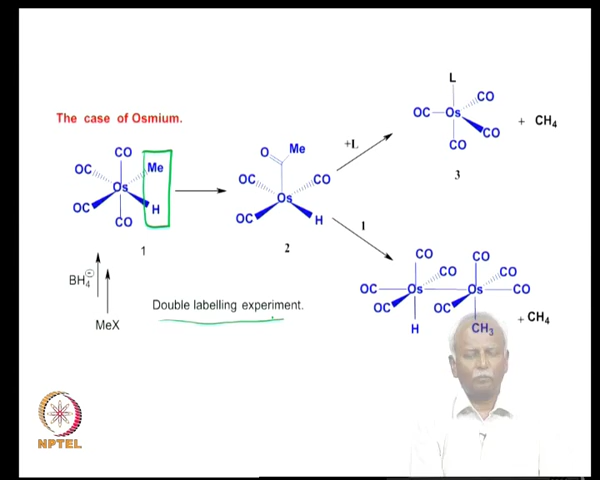 The case of Osmium.
CO
OC
Me
Os
OC
H
CO
1
BH4⊖
MeX
Double labelling experiment.
O
Me
OC
CO
Os
OC
H
2
+L
1
L
CO
OC
Os
CO
CO
+ CH4
3
CO
CO
CO
CO
OC
Os
Os
CO
OC
OC
H
CH3
+ CH4
NPTEL